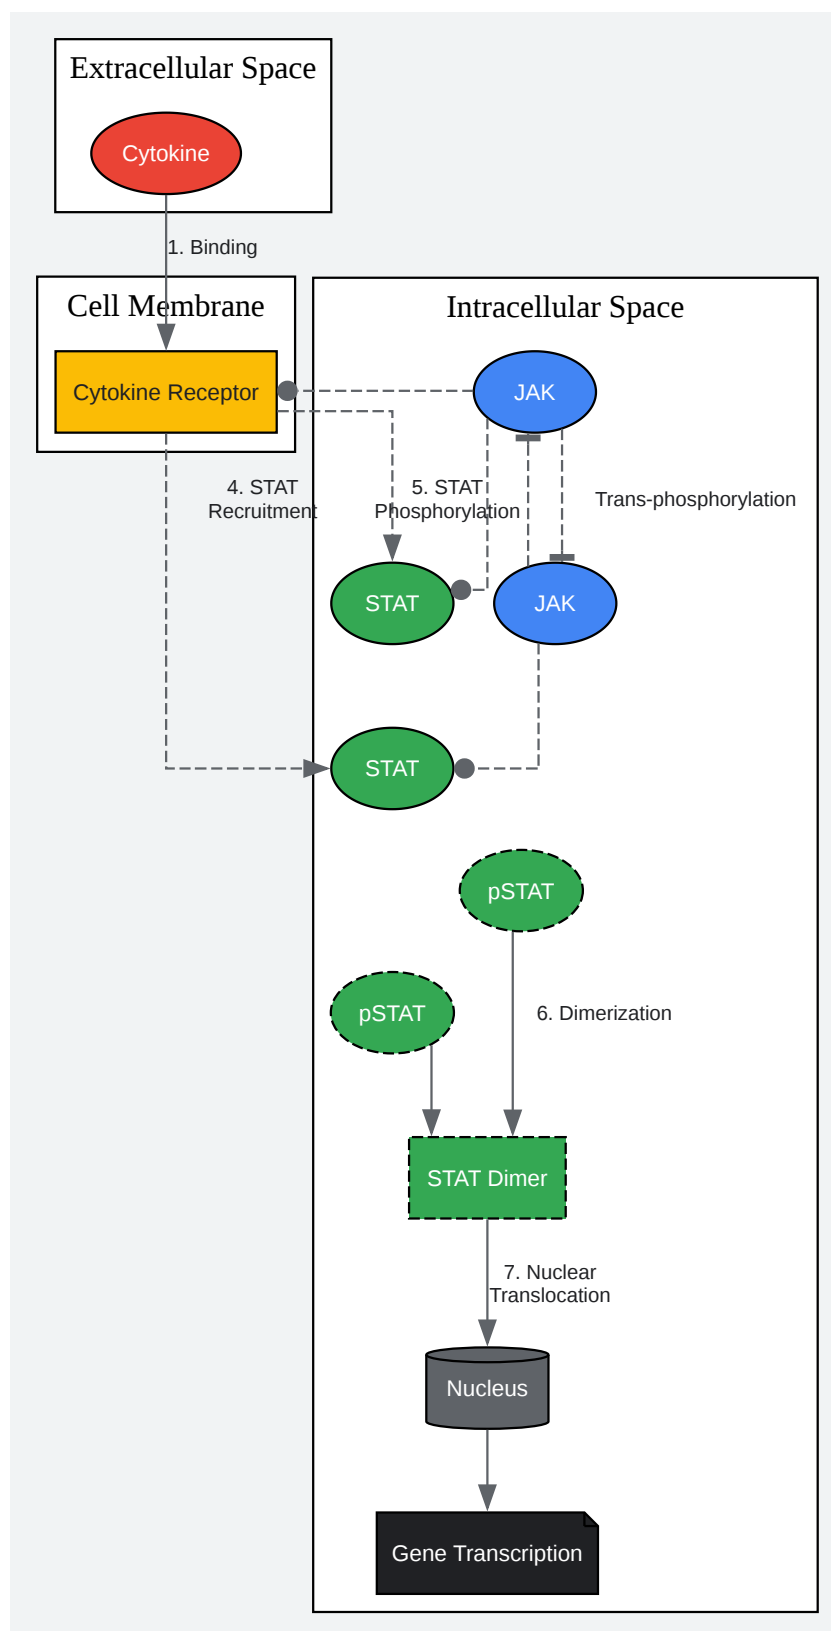 Extracellular Space
Cytokine
1. Binding
Cell Membrane
Cytokine Receptor
Intracellular Space
JAK
4. STAT
Recruitment
5. STAT
Phosphorylation
Trans-phosphorylation
STAT
JAK
STAT
pSTAT
pSTAT
6. Dimerization
STAT Dimer
7. Nuclear
Translocation
Nucleus
Gene Transcription